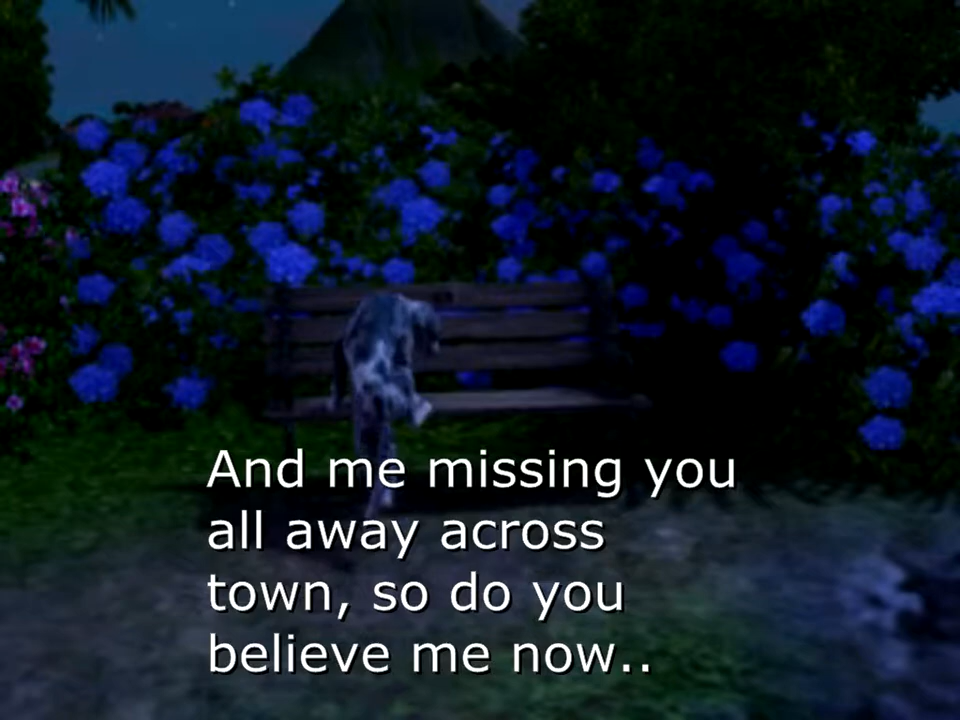 And me missing you
all away across
town, so do you
believe me now..